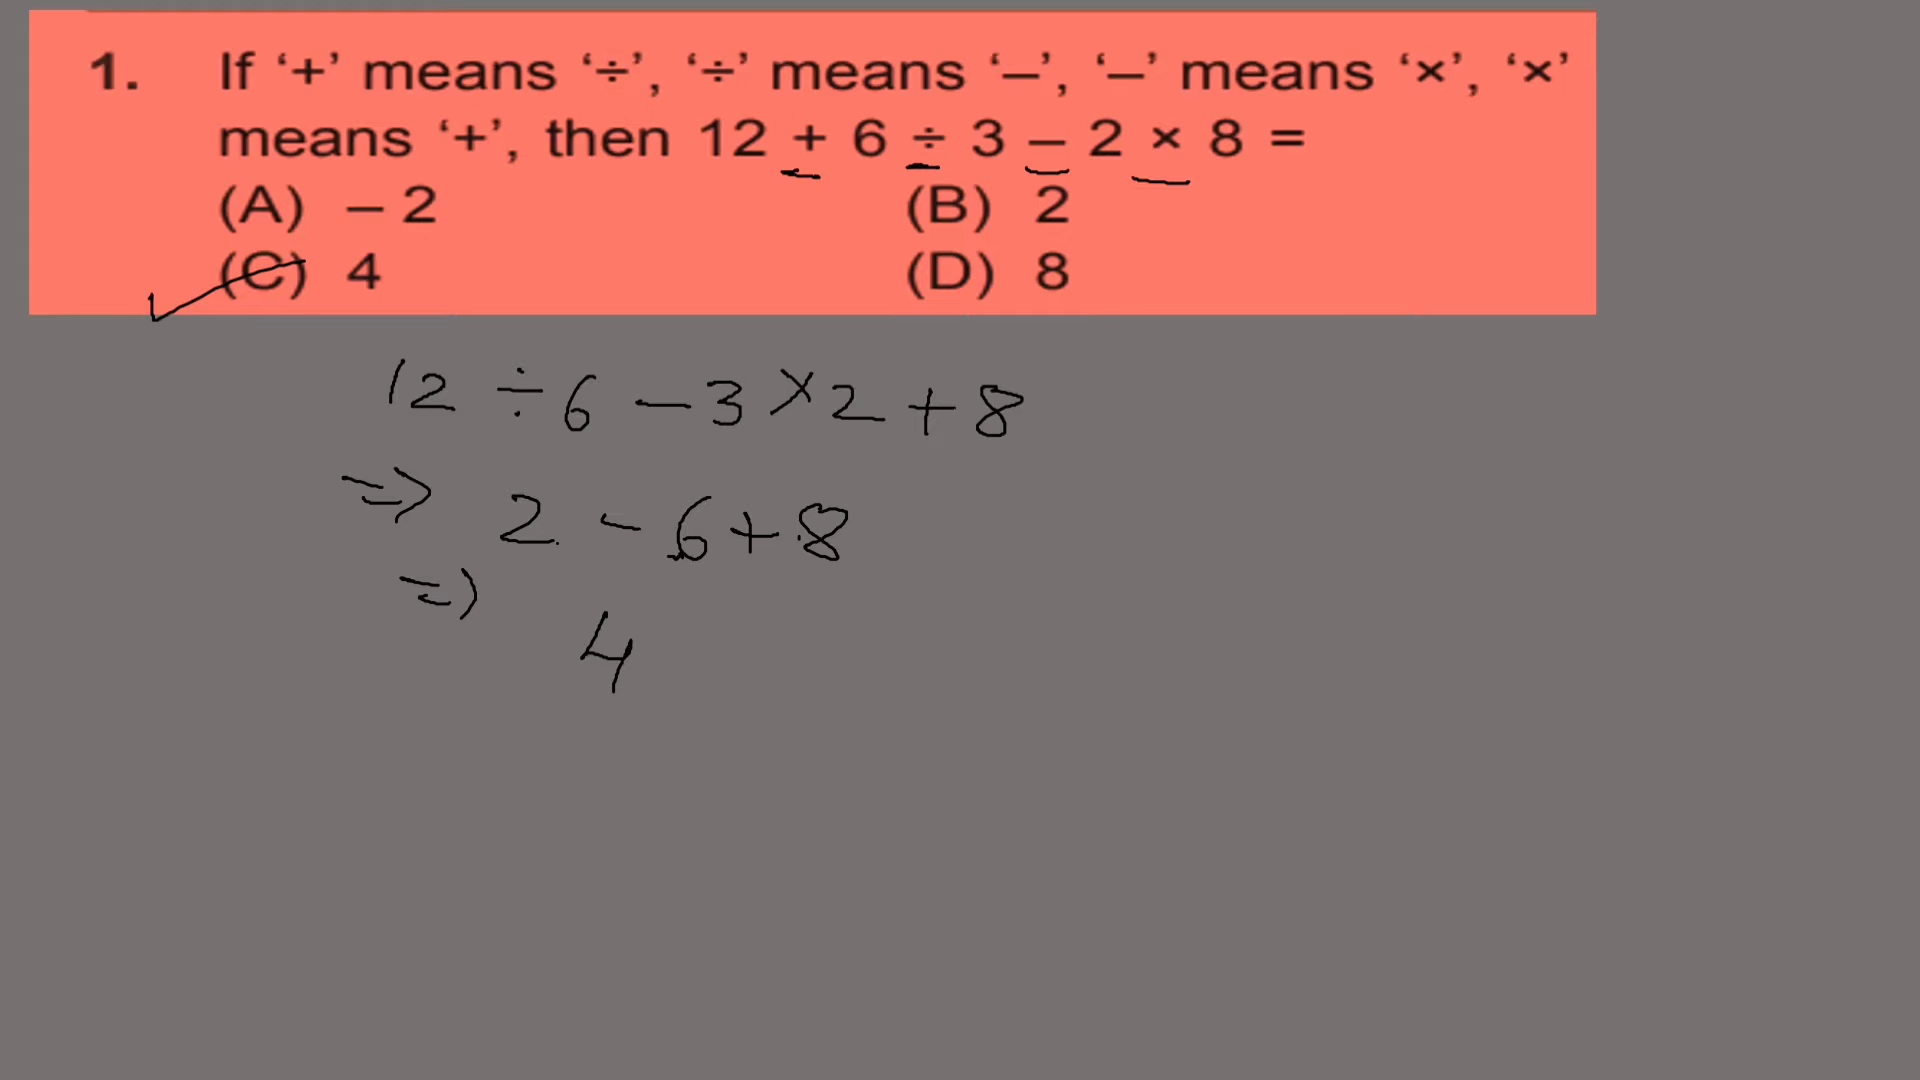 1. If ‘+’ means ‘÷’, ‘÷’ means ‘–’, ‘–’ means ‘×’, ‘×’
means ‘+’, then 12 + 6 ÷ 3 – 2 × 8 =
(A) – 2 (B) 2
(C) 4 (D) 8
12 ÷ 6 – 3 × 2 + 8
=> 2 – 6 + 8
=>
4